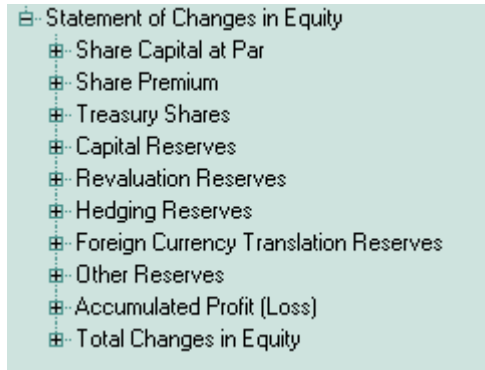 Statement of Changes in Equity
Share Capital at Par
Share Premium
Treasury Shares
Capital Reserves
Revaluation Reserves
Hedging Reserves
Foreign Currency Translation Reserves
Other Reserves
Accumulated Profit (Loss)
Total Changes in Equity